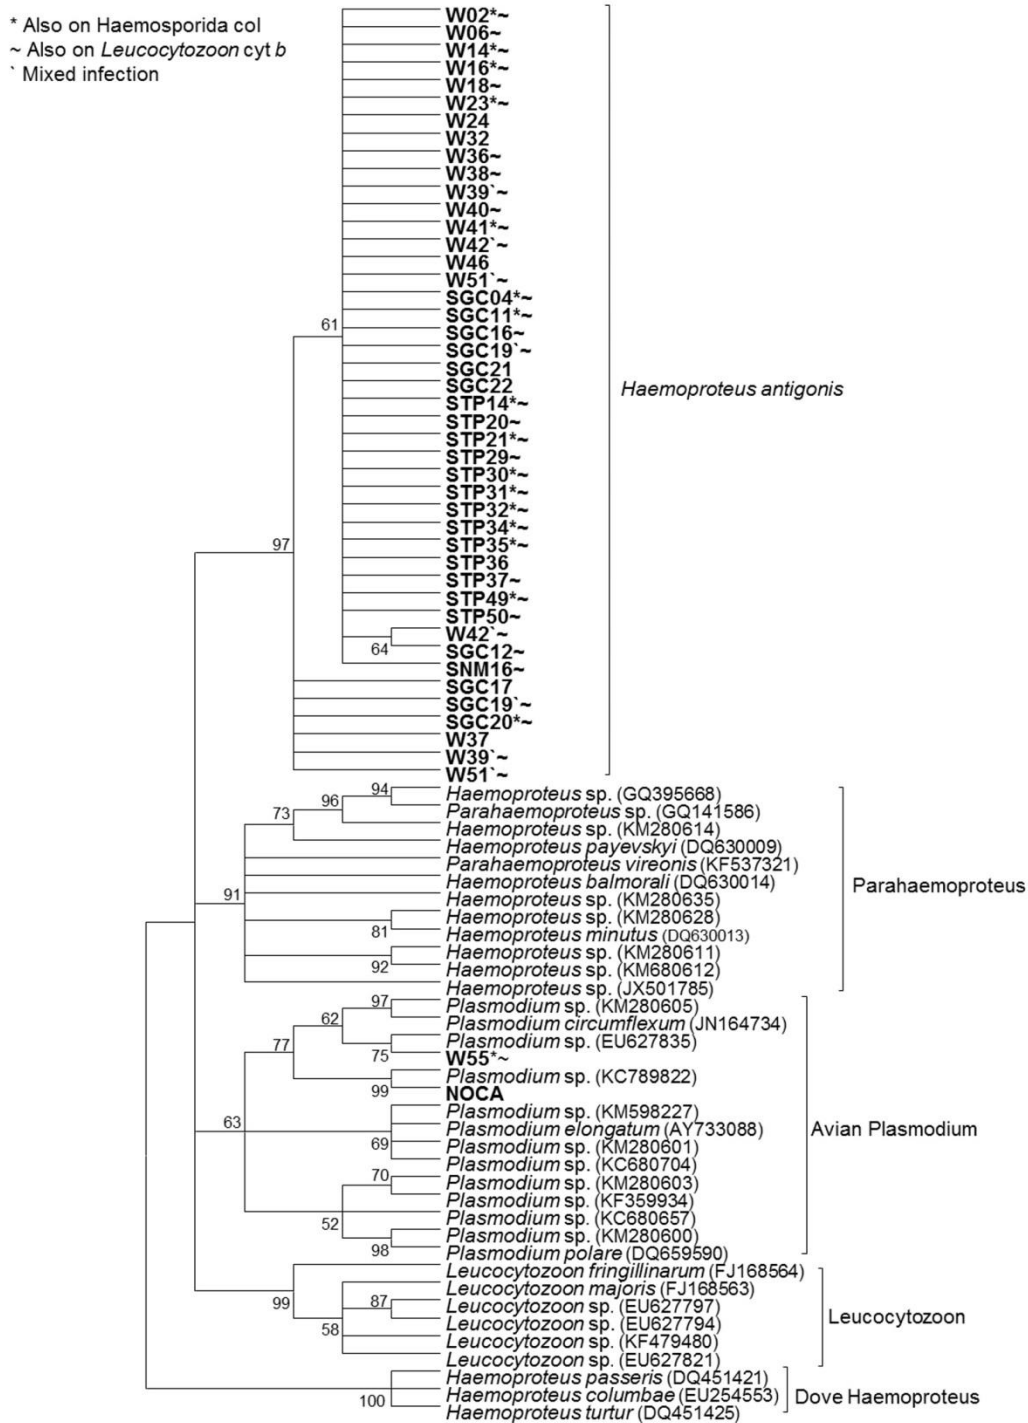 * Also on Haemosporida col
~ Also on Leucocytozoon cyt b
` Mixed infection
W02*~
W06~
W14*~
W16*~
W18~
W23*~
W24
W32
W36~
W38~
W39`~
W40~
W41*~
W42`~
W46
W51`~
SGC04*~
SGC11*~
61
SGC16~
SGC19`~
SGC21
SGC22
Haemoproteus antigonis
STP14*~
STP20~
STP21*~
STP29~
STP30*~
STP31*~
STP32*~
STP34*~
STP35*~
97
STP36
STP37~
STP49*~
STP50~
W42`~
64
SGC12~
SNM16~
SGC17
SGC19`~
SGC20*~
W37
W39`~
W51`~
94
Haemoproteus sp. (GQ395668)
96
Parahaemoproteus sp. (GQ141586)
73
Haemoproteus sp. (KM280614)
Haemoproteus payevskyi (DQ630009)
Parahaemoproteus vireonis (KF537321)
Haemoproteus balmorali (DQ630014)
Parahaemoproteus
91
Haemoproteus sp. (KM280635)
Haemoproteus sp. (KM280628)
81
Haemoproteus minutus (DQ630013)
Haemoproteus sp. (KM280611)
92
Haemoproteus sp. (KM680612)
Haemoproteus sp. (JX501785)
97
Plasmodium sp. (KM280605)
62
Plasmodium circumflexum (JN164734)
77
Plasmodium sp. (EU627835)
75
W55*~
Plasmodium sp. (KC789822)
99
NOCA
Plasmodium sp. (KM598227)
63
Plasmodium elongatum (AY733088)
Avian Plasmodium
69
Plasmodium sp. (KM280601)
Plasmodium sp. (KC680704)
70
Plasmodium sp. (KM280603)
Plasmodium sp. (KF359934)
52
Plasmodium sp. (KC680657)
Plasmodium sp. (KM280600)
98
Plasmodium polare (DQ659590)
Leucocytozoon fringillinarum (FJ168564)
99
Leucocytozoon majoris (FJ168563)
87
Leucocytozoon sp. (EU627797)
Leucocytozoon
58
Leucocytozoon sp. (EU627794)
Leucocytozoon sp. (KF479480)
Leucocytozoon sp. (EU627821)
Haemoproteus passeris (DQ451421)
100
Haemoproteus columbae (EU254553)
Dove Haemoproteus
Haemoproteus turtur (DQ451425)